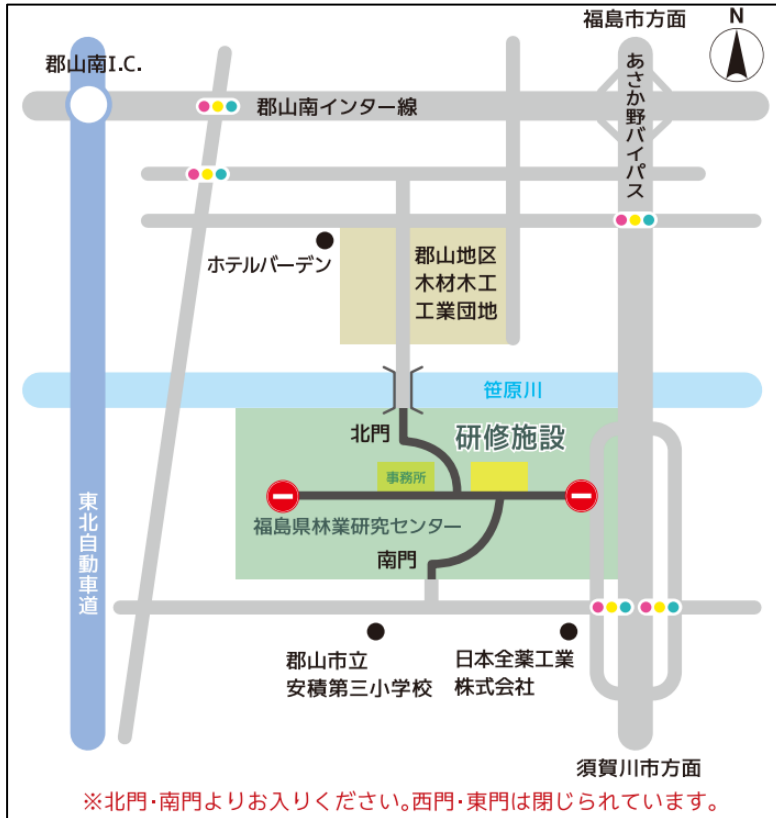 福島市方面
N
郡山南I.C.
あさか野バイパス
郡山南インター線
ホテルバーデン
郡山地区
木材木工
工業団地
笹原川
北門
研修施設
事務所
福島県林業研究センター
東北自動車道
南門
郡山市立
安積第三小学校
日本全薬工業
株式会社
須賀川市方面
※北門・南門よりお入りください。西門・東門は閉じられています。